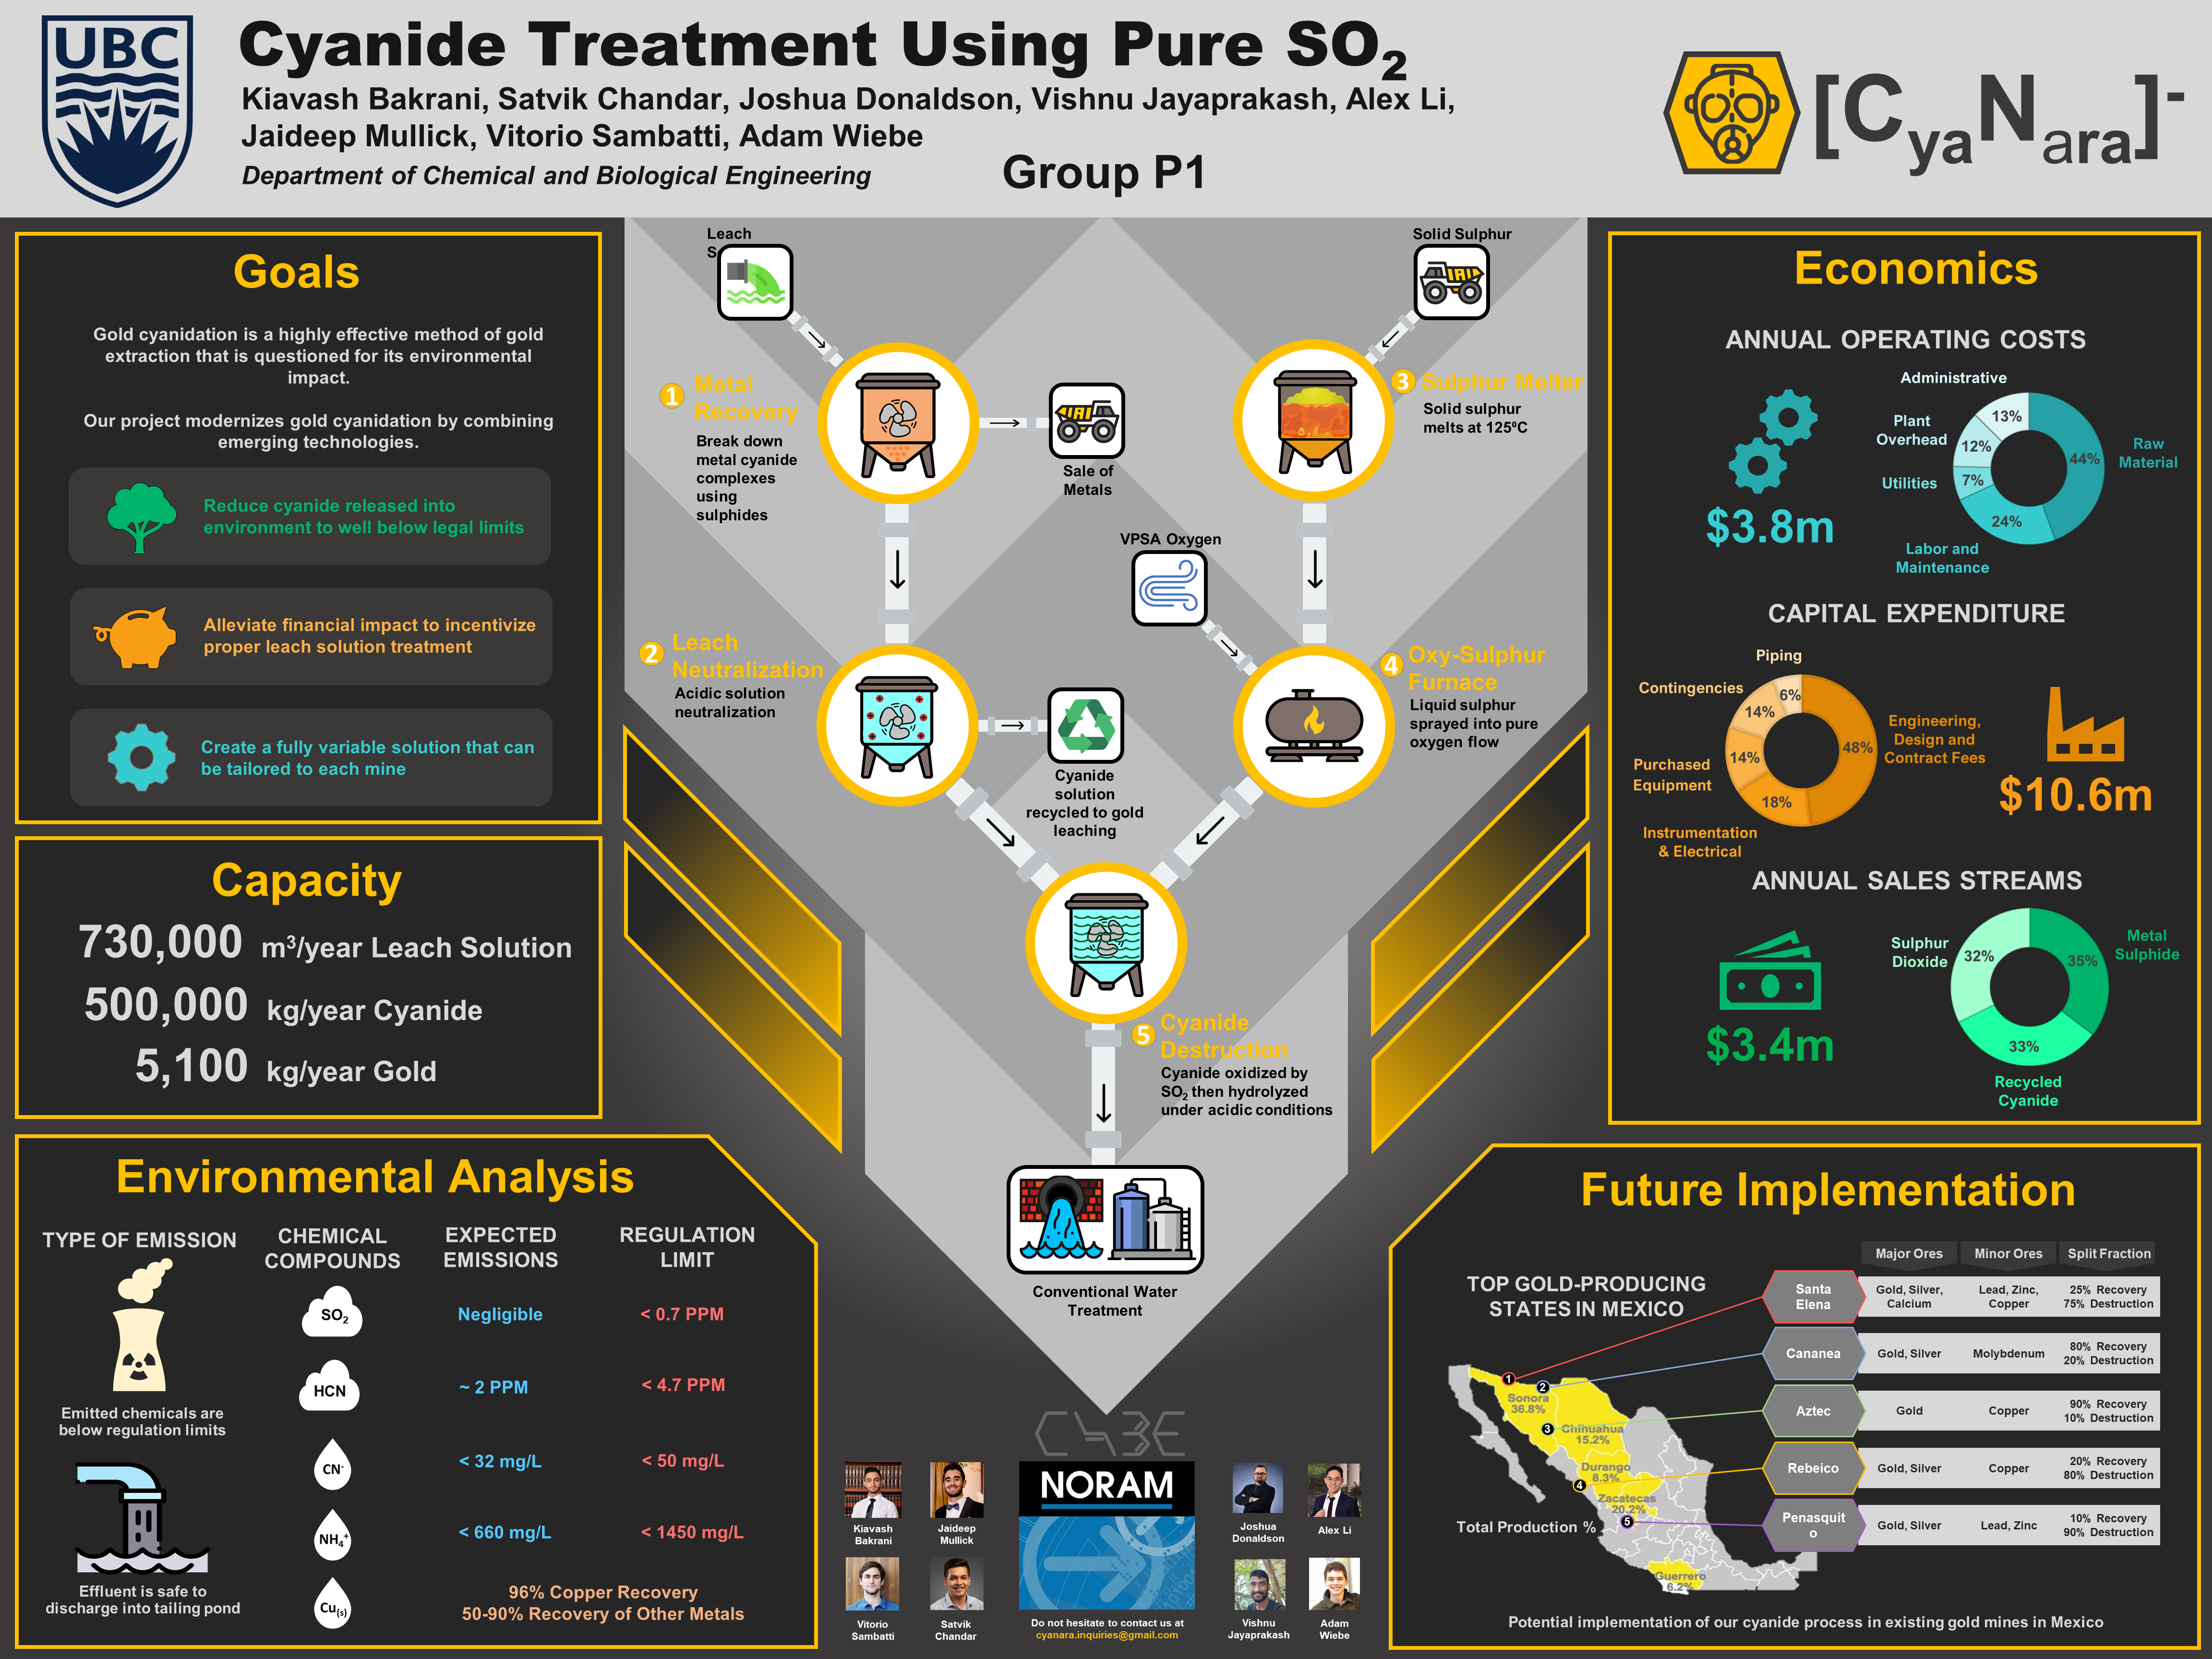 UBC
Cyanide Treatment Using Pure SO₂
Kiavash Bakrani, Satvik Chandar, Joshua Donaldson, Vishnu Jayaprakash, Alex Li,
Jaideep Mullick, Vitorio Sambatti, Adam Wiebe
Department of Chemical and Biological Engineering
Group P1
[CyaNara]-
Goals
Gold cyanidation is a highly effective method of gold
extraction that is questioned for its environmental
impact.
Our project modernizes gold cyanidation by combining
emerging technologies.
Reduce cyanide released into
environment to well below legal limits
Alleviate financial impact to incentivize
proper leach solution treatment
Create a fully variable solution that can
be tailored to each mine
Capacity
730,000 m³/year Leach Solution
500,000 kg/year Cyanide
5,100 kg/year Gold
Environmental Analysis
TYPE OF EMISSION
CHEMICAL
COMPOUNDS
EXPECTED
EMISSIONS
REGULATION
LIMIT
SO₂
Negligible
< 0.7 PPM
HCN
~ 2 PPM
< 4.7 PPM
Emitted chemicals are
below regulation limits
CN⁻
< 32 mg/L
< 50 mg/L
NH₄⁺
< 660 mg/L
< 1450 mg/L
Effluent is safe to
discharge into tailing pond
Cu(s)
96% Copper Recovery
50-90% Recovery of Other Metals
Leach
S
Solid Sulphur
1 Metal
Recovery
Break down
metal cyanide
complexes
using
sulphides
Sale of
Metals
3 Sulphur Melter
Solid sulphur
melts at 125⁰C
VPSA Oxygen
2 Leach
Neutralization
Acidic solution
neutralization
Cyanide
solution
recycled to gold
leaching
4 Oxy-Sulphur
Furnace
Liquid sulphur
sprayed into pure
oxygen flow
5 Cyanide
Destruction
Cyanide oxidized by
SO₂ then hydrolyzed
under acidic conditions
Conventional Water
Treatment
CHBE
NORAM
Kiavash
Bakrani
Jaideep
Mullick
Vitorio
Sambatti
Satvik
Chandar
Do not hesitate to contact us at
cyanara.inquiries@gmail.com
Joshua
Donaldson
Alex Li
Vishnu
Jayaprakash
Adam
Wiebe
Economics
ANNUAL OPERATING COSTS
$3.8m
Administrative
13%
Plant
Overhead
12%
Utilities
7%
Labor and
Maintenance
24%
Raw
Material
44%
CAPITAL EXPENDITURE
Piping
6%
Contingencies
14%
Purchased
Equipment
14%
Instrumentation
& Electrical
18%
Engineering,
Design and
Contract Fees
48%
$10.6m
ANNUAL SALES STREAMS
$3.4m
Sulphur
Dioxide
32%
Metal
Sulphide
35%
33%
Recycled
Cyanide
Future Implementation
TOP GOLD-PRODUCING
STATES IN MEXICO
Major Ores
Minor Ores
Split Fraction
Santa
Elena
Gold, Silver,
Calcium
Lead, Zinc,
Copper
25% Recovery
75% Destruction
Cananea
Gold, Silver
Molybdenum
80% Recovery
20% Destruction
Aztec
Gold
Copper
90% Recovery
10% Destruction
Rebeico
Gold, Silver
Copper
20% Recovery
80% Destruction
Penasquit
o
Gold, Silver
Lead, Zinc
10% Recovery
90% Destruction
1
2
Sonora
36.8%
3
Chihuahua
15.2%
Durango
8.3%
4
Zacatecas
20.2%
5
Guerrero
6.2%
Total Production %
Potential implementation of our cyanide process in existing gold mines in Mexico